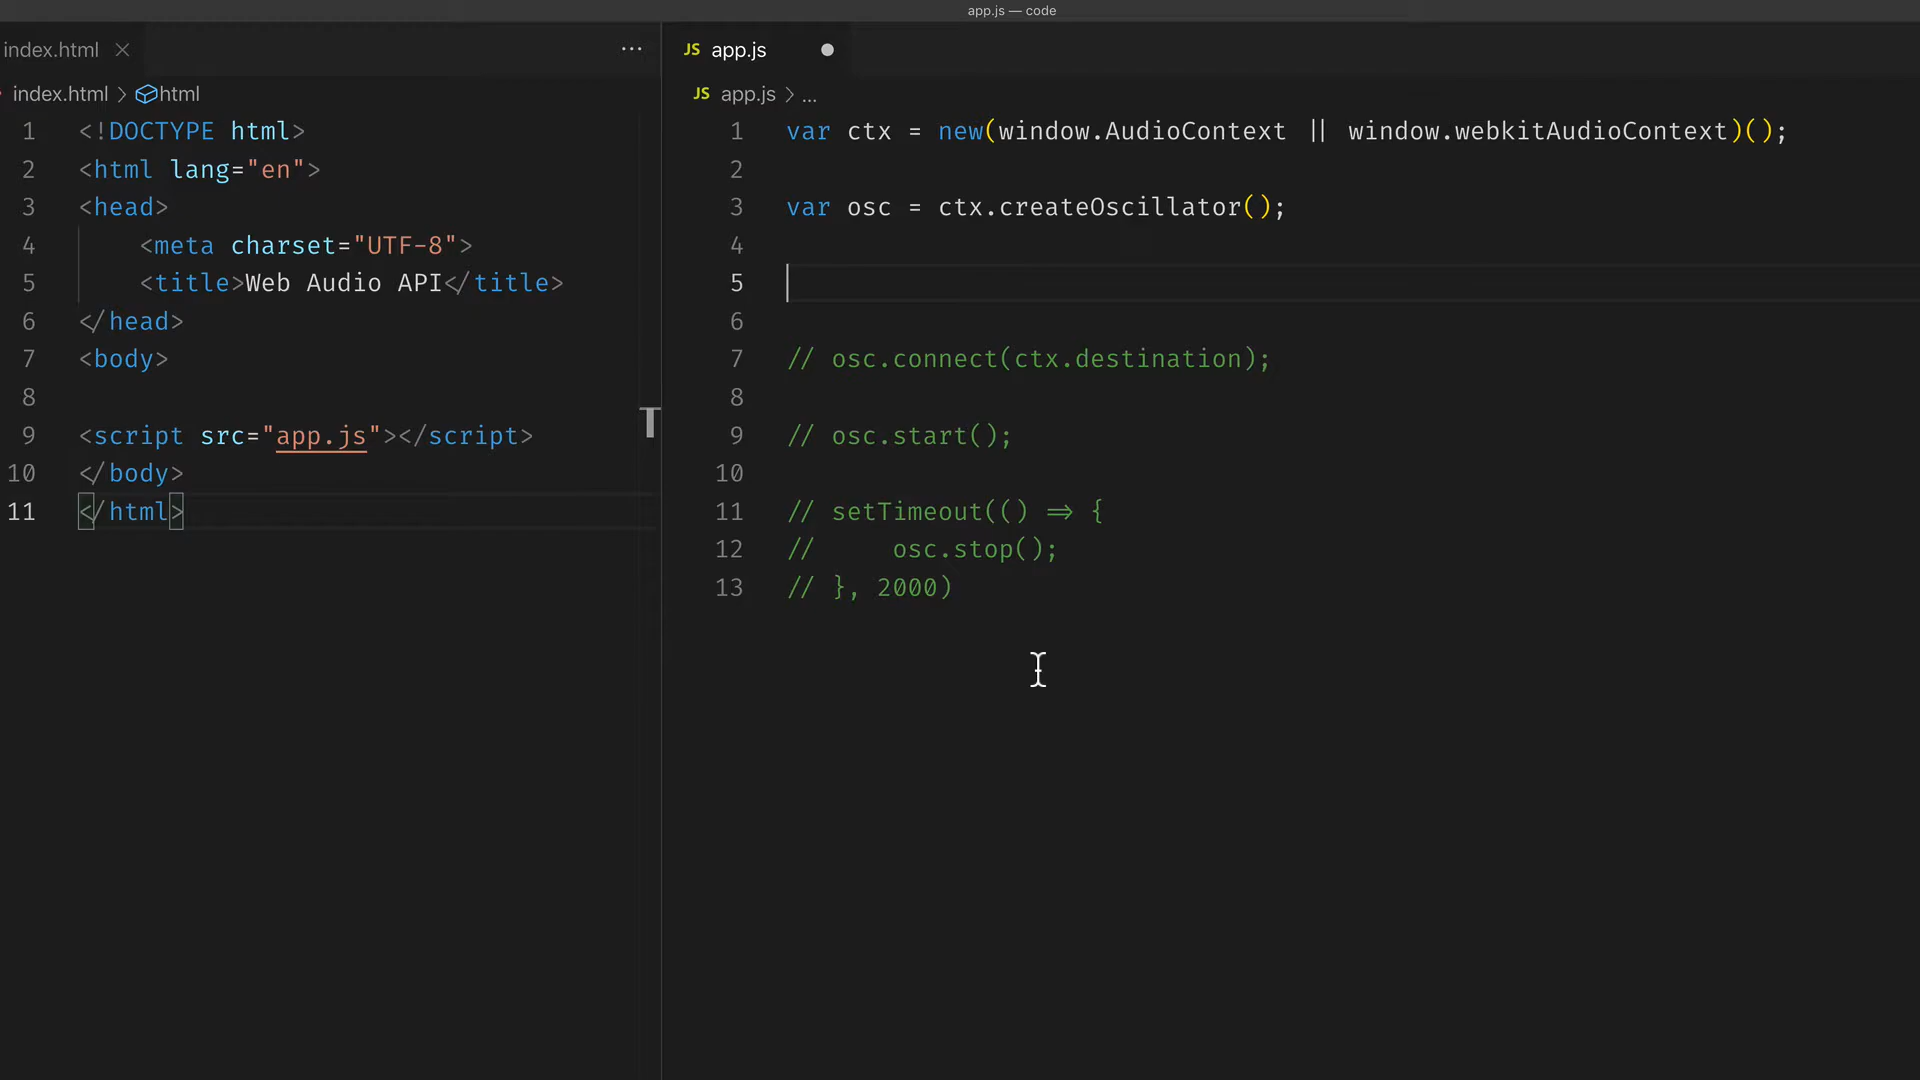 app.js — code
index.html
JS app.js
index.html > html
JS app.js > ...
1 <!DOCTYPE html>
2 <html lang="en">
3 <head>
4     <meta charset="UTF-8">
5     <title>Web Audio API</title>
6 </head>
7 <body>
8
9 <script src="app.js"></script>
10 </body>
11 </html>
1 var ctx = new(window.AudioContext || window.webkitAudioContext)();
2
3 var osc = ctx.createOscillator();
4
5
6
7 // osc.connect(ctx.destination);
8
9 // osc.start();
10
11 // setTimeout(() => {
12 //     osc.stop();
13 // }, 2000)
T